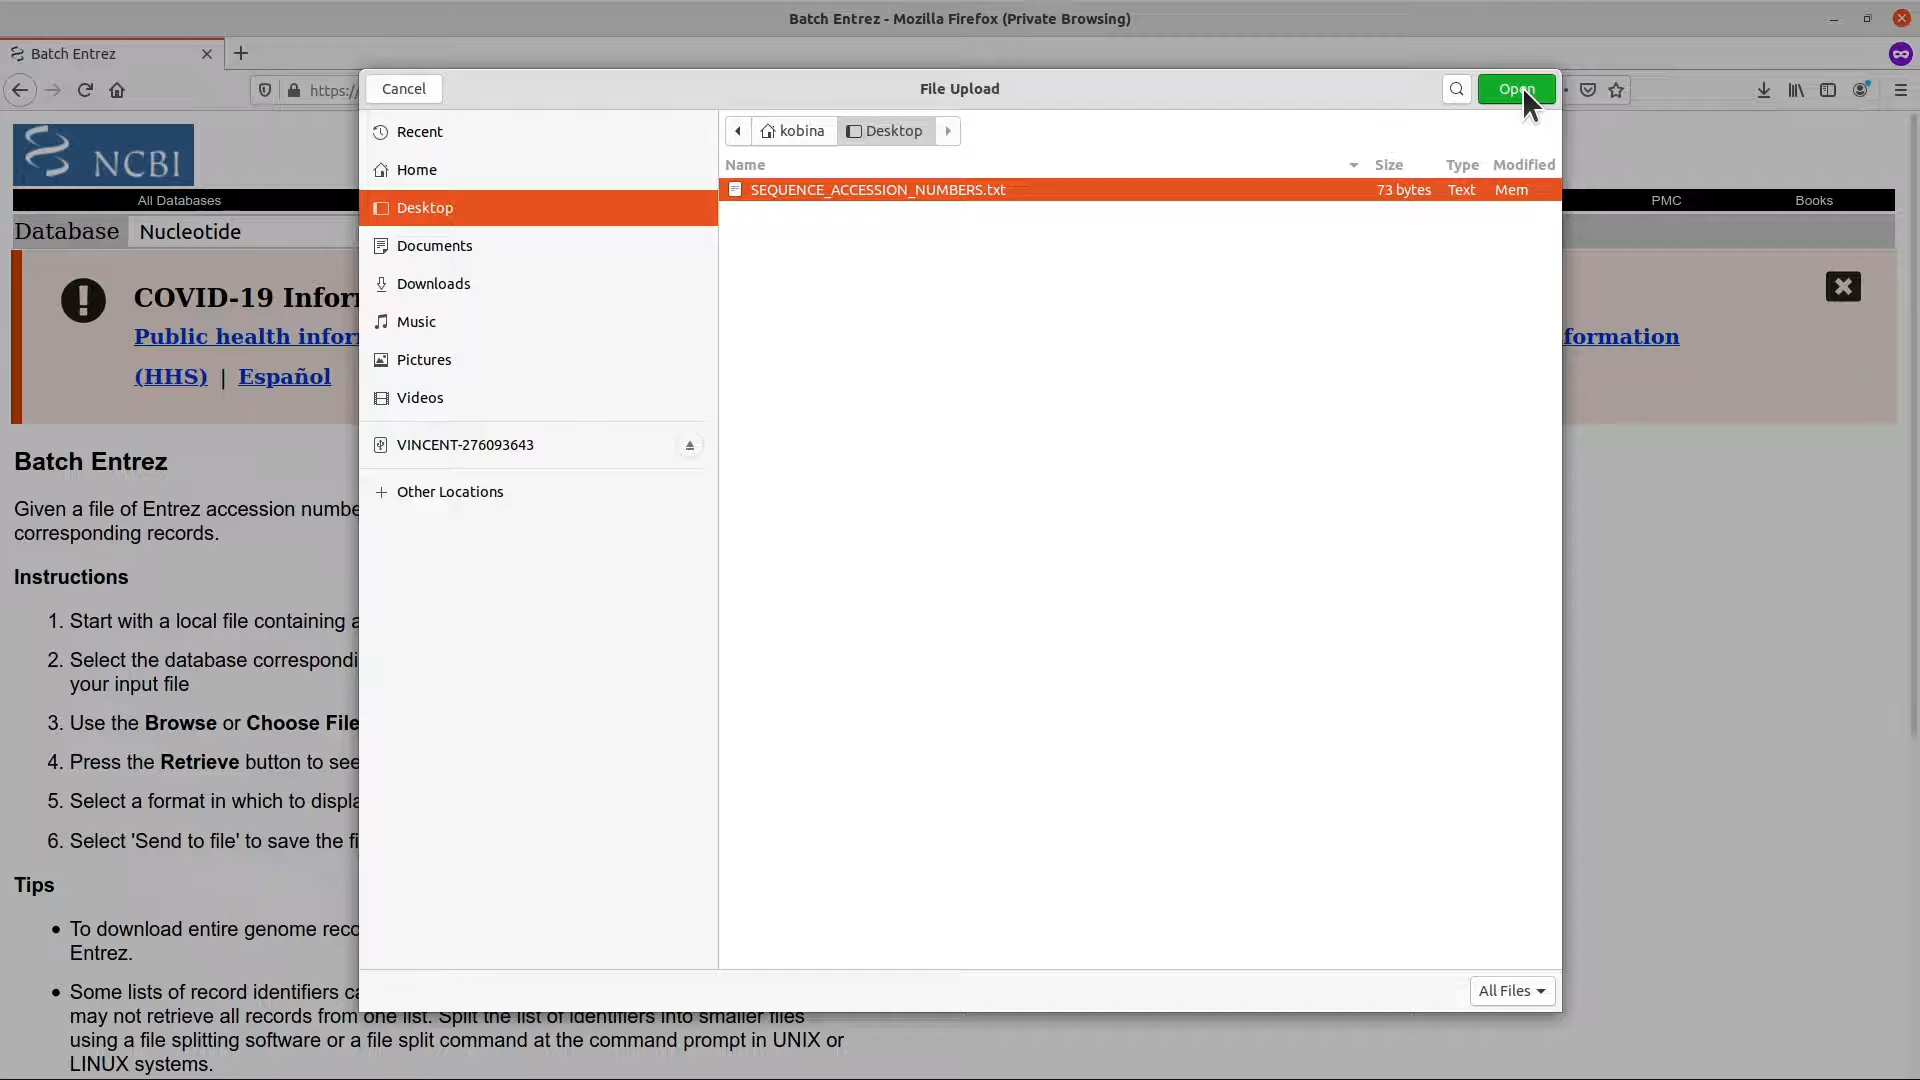 Batch Entrez - Mozilla Firefox (Private Browsing)
Batch Entrez
https:/
Cancel
File Upload
Open
Recent
Home
Desktop
Documents
Downloads
Music
Pictures
Videos
VINCENT-276093643
Other Locations
kobina
Desktop
Name
Size
Type
Modified
SEQUENCE_ACCESSION_NUMBERS.txt
73 bytes
Text
Mem
All Files
NCBI
All Databases
PMC
Books
Database
Nucleotide
COVID-19 Infor
Public health infor
formation
(HHS) | Español
Batch Entrez
Given a file of Entrez accession numbe
corresponding records.
Instructions
1. Start with a local file containing a
2. Select the database correspondi
your input file
3. Use the Browse or Choose File
4. Press the Retrieve button to see
5. Select a format in which to displa
6. Select 'Send to file' to save the fi
Tips
• To download entire genome reco
Entrez.
• Some lists of record identifiers ca
may not retrieve all records from one list. Split the list of identifiers into smaller files
using a file splitting software or a file split command at the command prompt in UNIX or
LINUX systems.